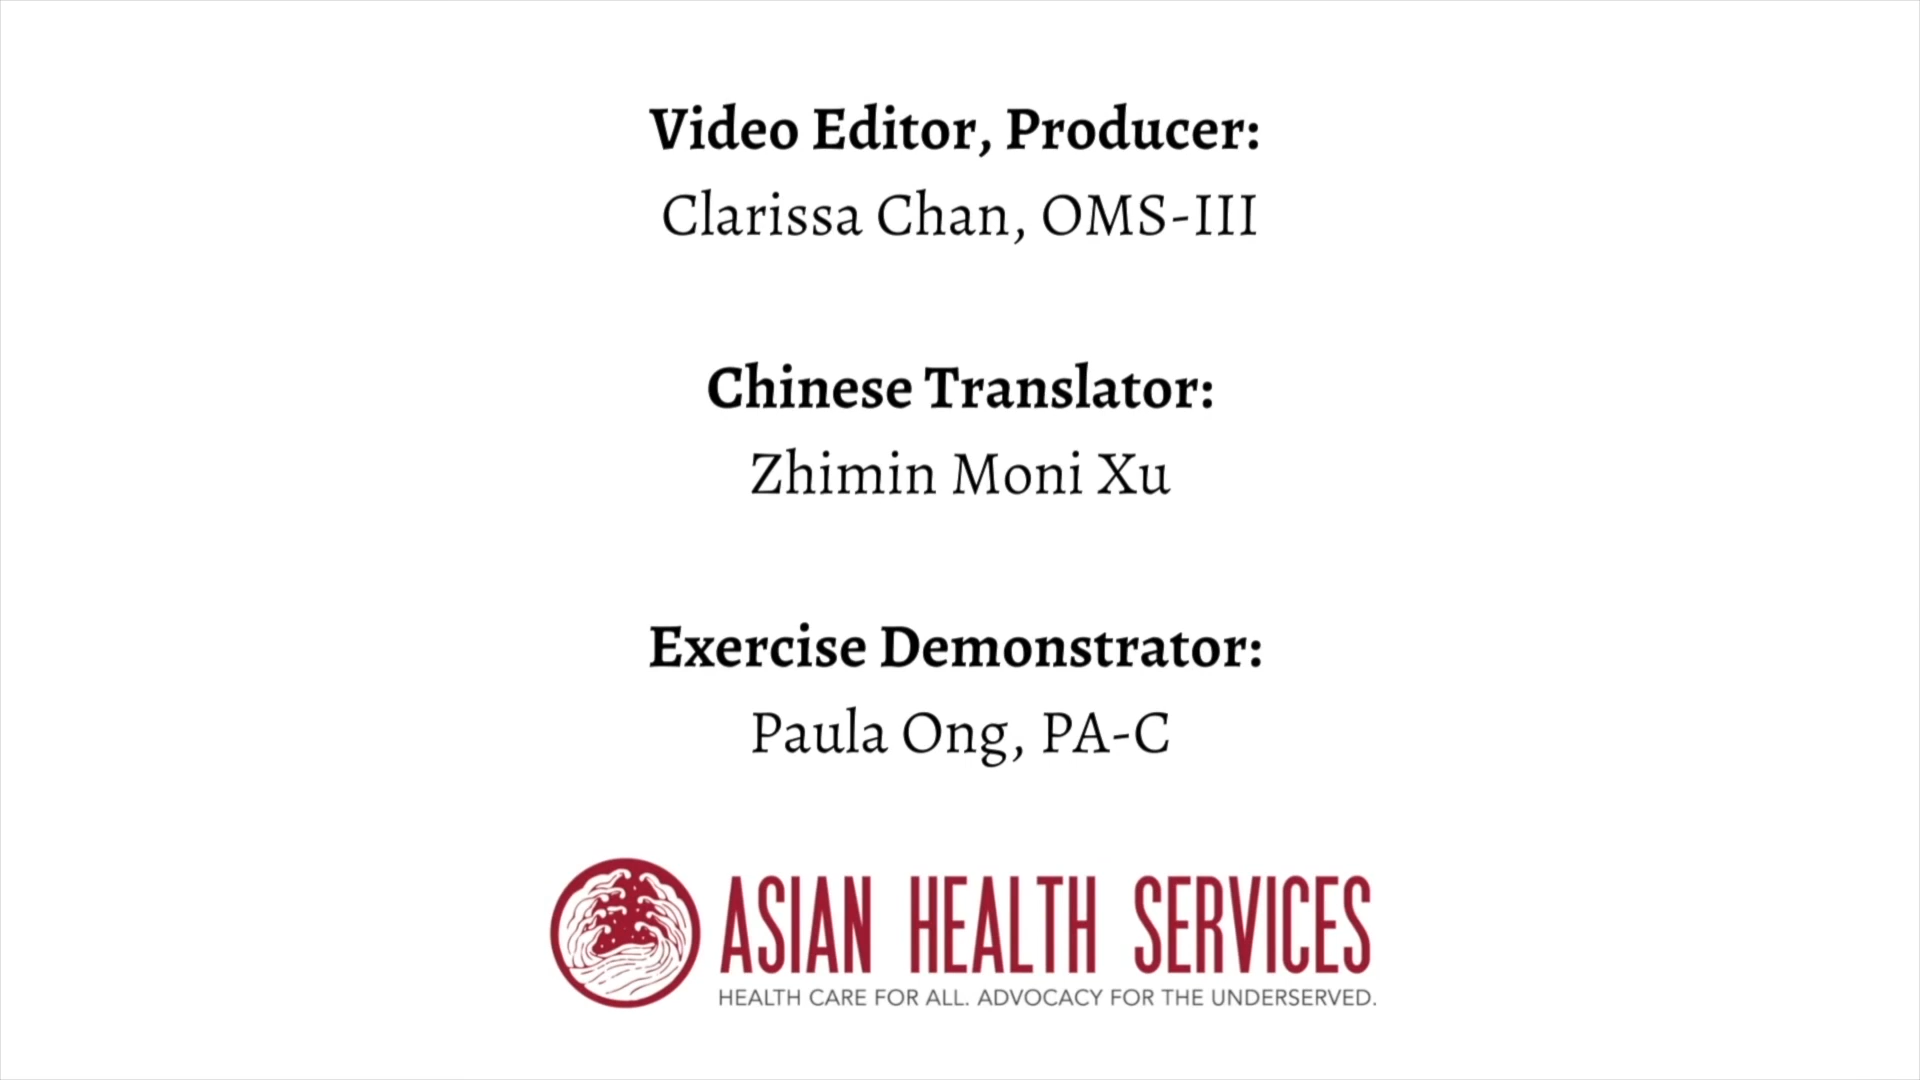 Video Editor, Producer:
Clarissa Chan, OMS-III
Chinese Translator:
Zhimin Moni Xu
Exercise Demonstrator:
Paula Ong, PA-C
ASIAN HEALTH SERVICES
HEALTH CARE FOR ALL. ADVOCACY FOR THE UNDERSERVED.